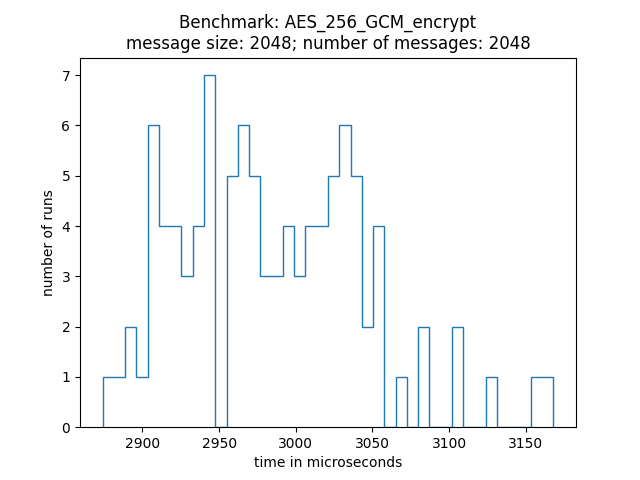 Benchmark: AES_256_GCM_encrypt
message size: 2048; number of messages: 2048
7
6
5
4
3
2
1
0
number of runs
2900 2950 3000 3050 3100 3150
time in microseconds